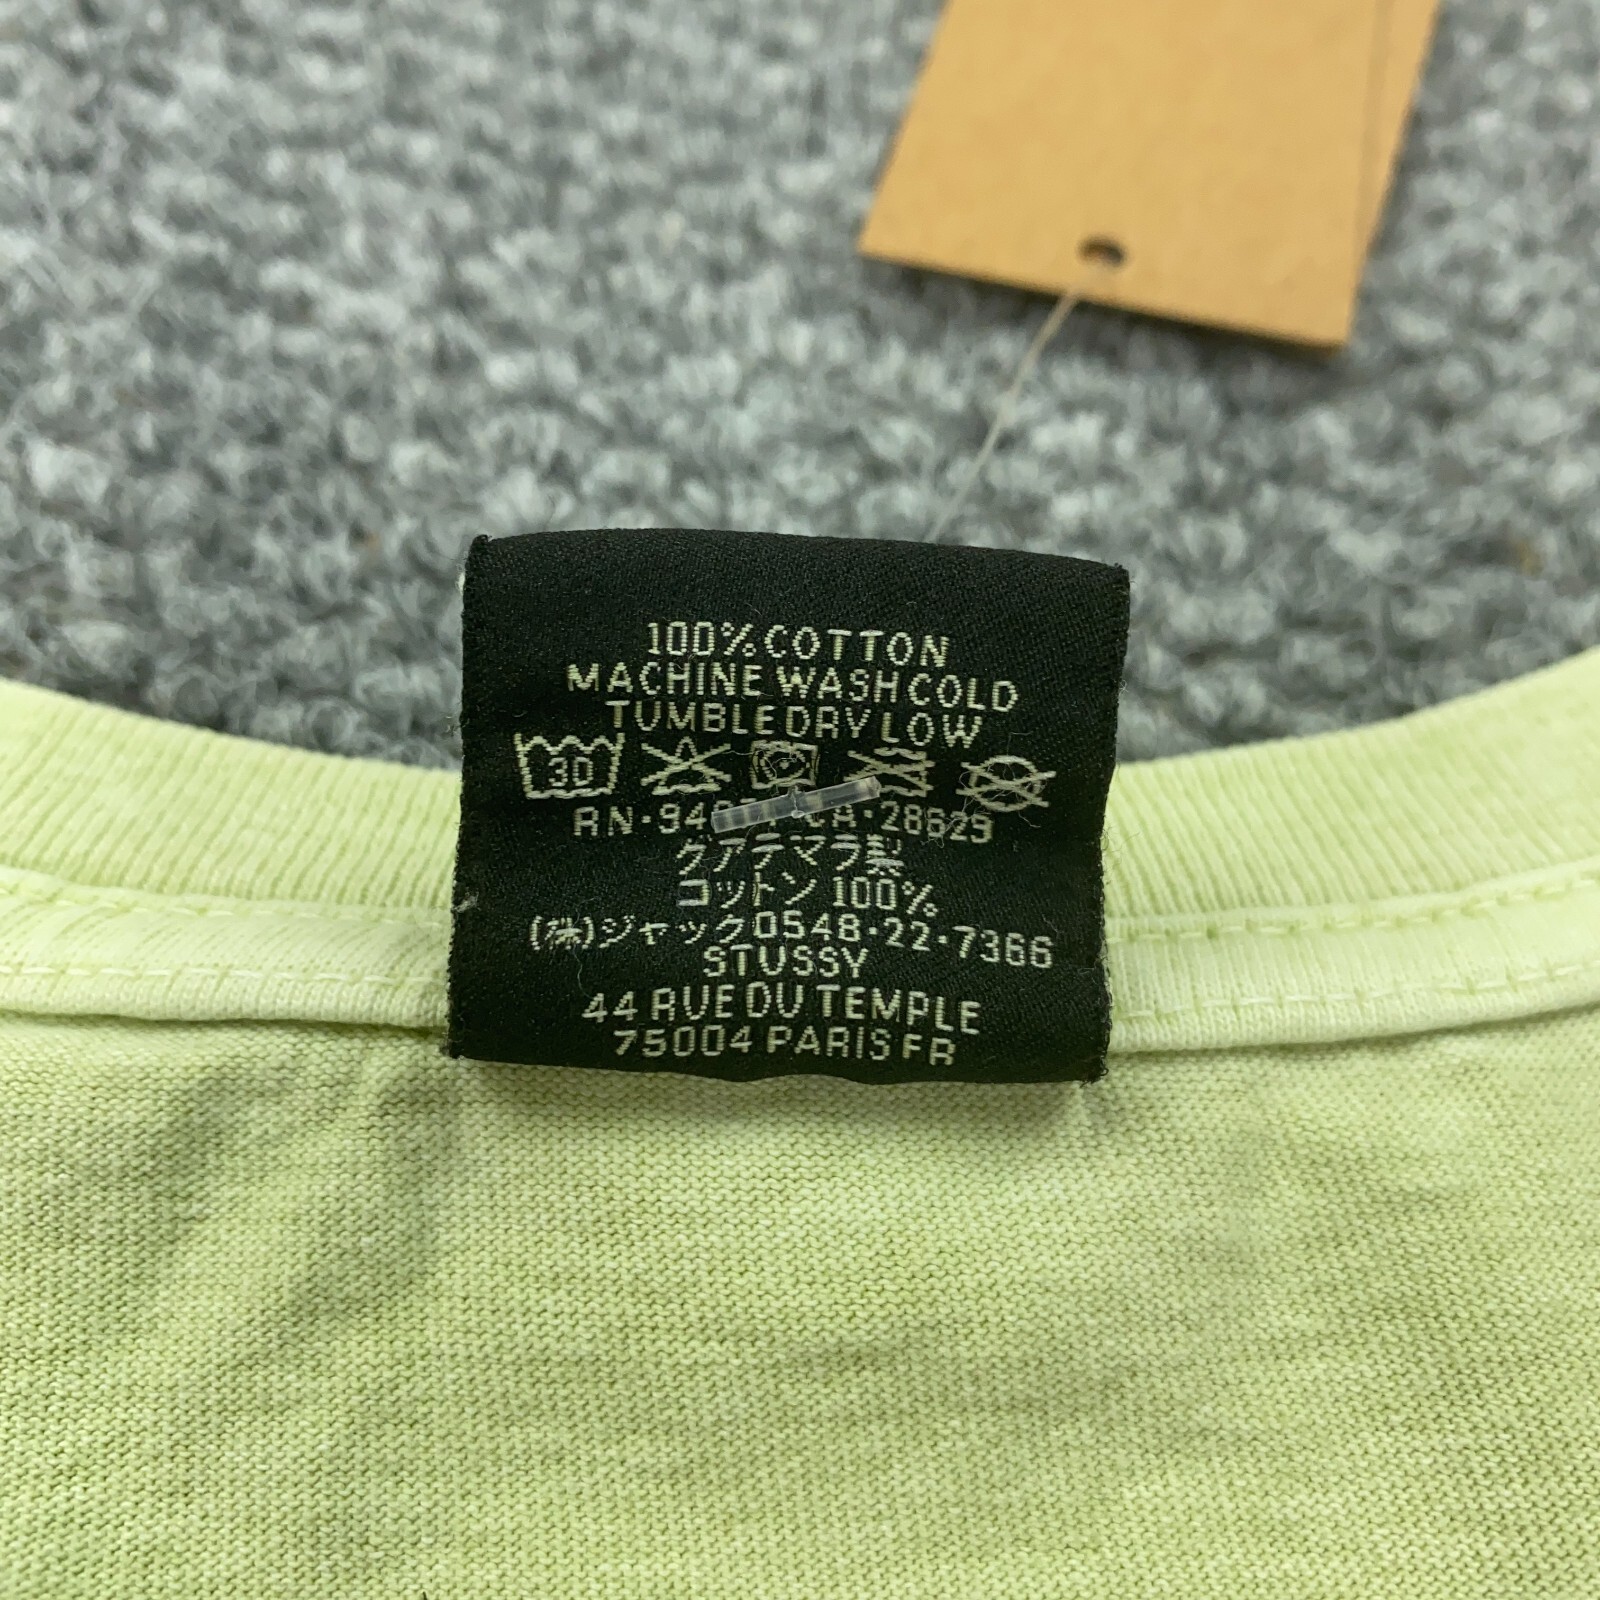 100% COTTON
MACHINE WASH COLD
TUMBLE DRY LOW
30
CA·28629
グアテマラ製
コットン 100%
(株)ジャック0548·22·7366
STUSSY
44 RUE DU TEMPLE
75004 PARIS FR